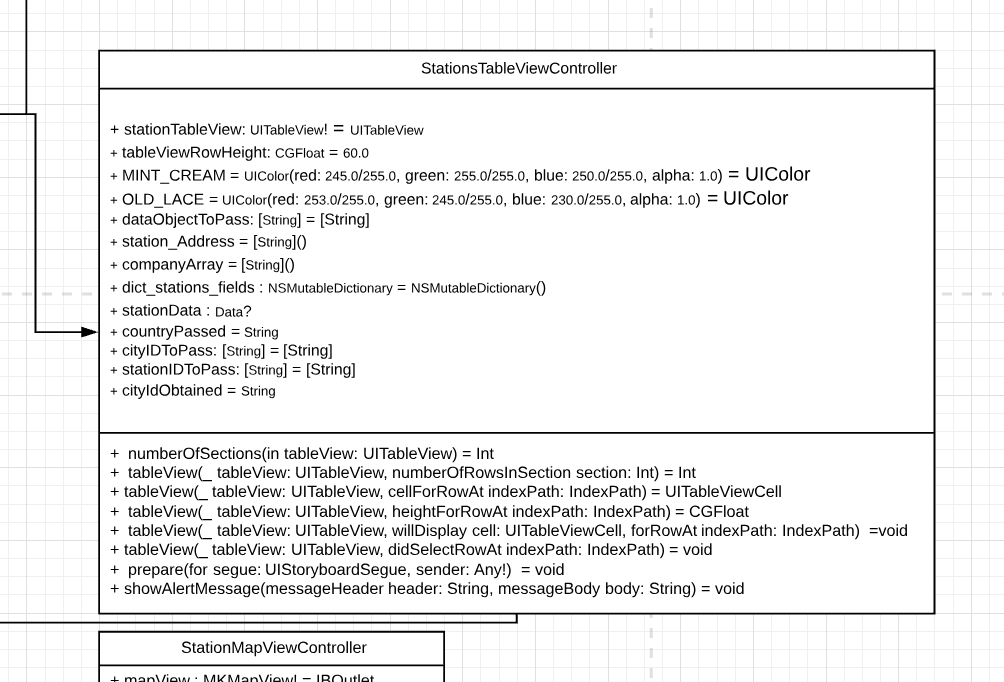 StationsTableViewController
+ stationTableView: UITableView! = UITableView
+ tableViewRowHeight: CGFloat = 60.0
+ MINT_CREAM = UIColor(red: 245.0/255.0, green: 255.0/255.0, blue: 250.0/255.0, alpha: 1.0) = UIColor
+ OLD_LACE = UIColor(red: 253.0/255.0, green: 245.0/255.0, blue: 230.0/255.0, alpha: 1.0) = UIColor
+ dataObjectToPass: [String] = [String]
+ station_Address = [String]()
+ companyArray = [String]()
+ dict_stations_fields : NSMutableDictionary = NSMutableDictionary()
+ stationData : Data?
+ countryPassed = String
+ cityIDToPass: [String] = [String]
+ stationIDToPass: [String] = [String]
+ cityIdObtained = String
+ numberOfSections(in tableView: UITableView) = Int
+ tableView(_ tableView: UITableView, numberOfRowsInSection section: Int) = Int
+ tableView(_ tableView: UITableView, cellForRowAt indexPath: IndexPath) = UITableViewCell
+ tableView(_ tableView: UITableView, heightForRowAt indexPath: IndexPath) = CGFloat
+ tableView(_ tableView: UITableView, willDisplay cell: UITableViewCell, forRowAt indexPath: IndexPath) =void
+ tableView(_ tableView: UITableView, didSelectRowAt indexPath: IndexPath) = void
+ prepare(for segue: UIStoryboardSegue, sender: Any!) = void
+ showAlertMessage(messageHeader header: String, messageBody body: String) = void
StationMapViewController
+ mapView : MKMapView! = IBOutlet